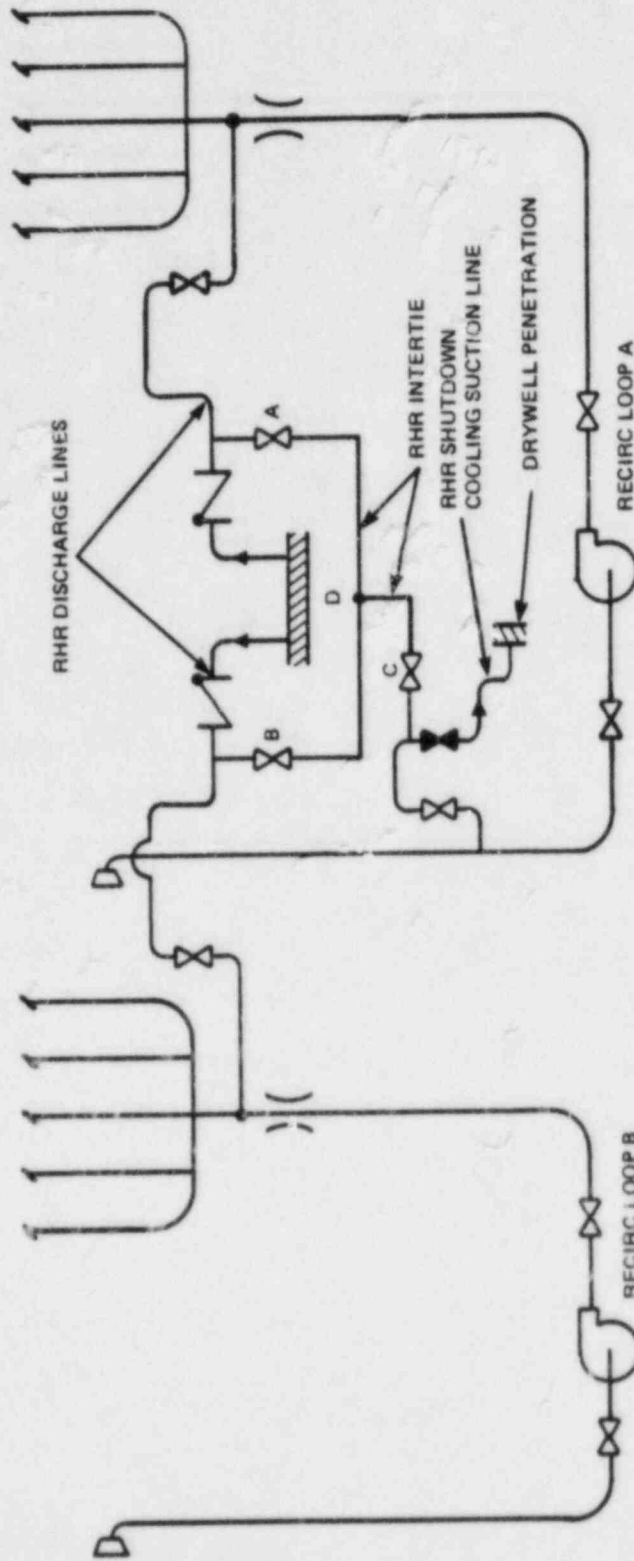 RHR DISCHARGE LINES
A
B
C
D
RHR INTERTIE
RHR SHUTDOWN
COOLING SUCTION LINE
DRYWELL PENETRATION
RECIRC LOOP A
RECIRC LOOP B